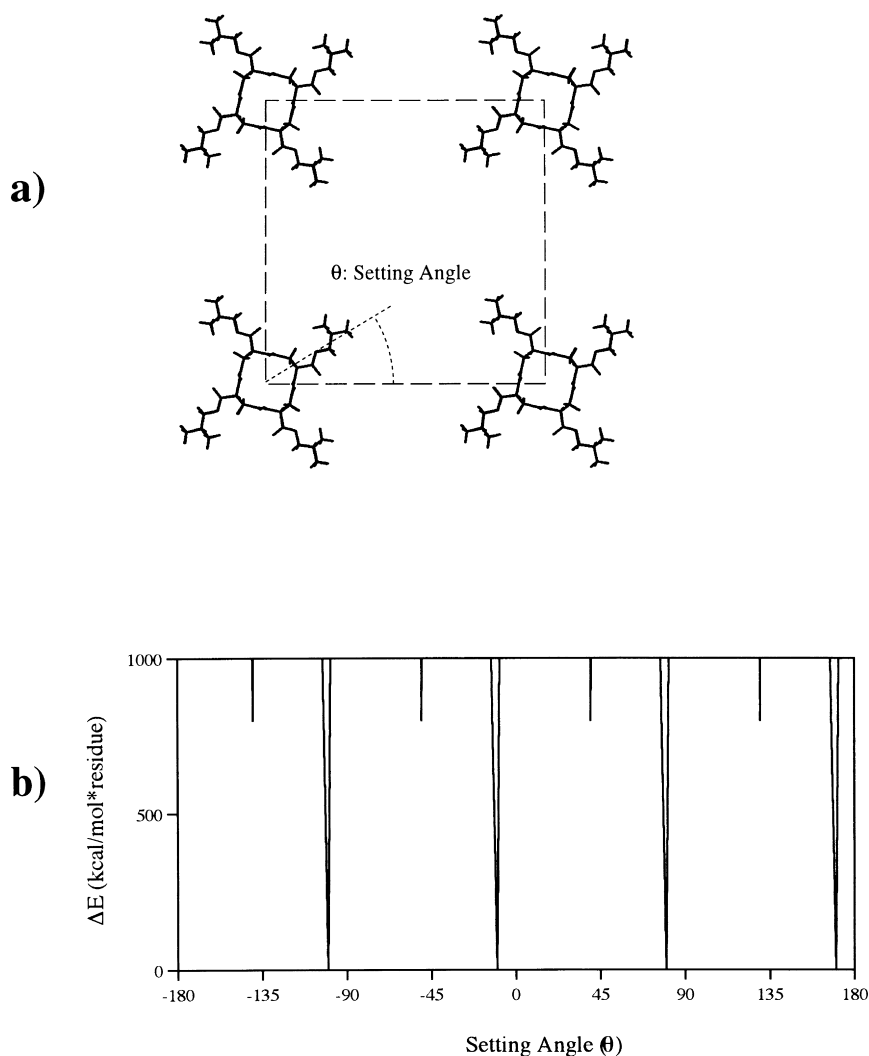 a)
θ: Setting Angle
b)
ΔE (kcal/mol*residue)
1000
500
0
-180 -135 -90 -45 0 45 90 135 180
Setting Angle (θ)